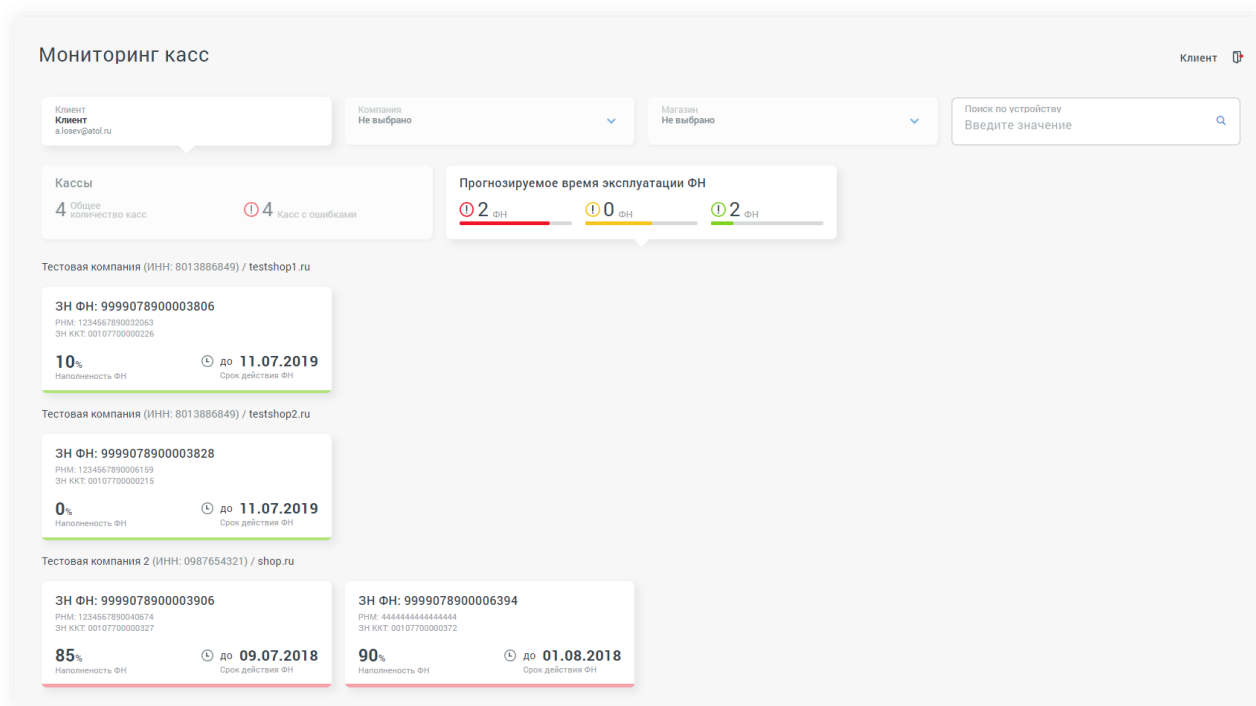 Мониторинг касс
Клиент
Клиент
Клиент
a.losev@atol.ru
Компания
Не выбрано
Магазин
Не выбрано
Поиск по устройству
Введите значение
Кассы
4 Общее количество касс
4 Касс с ошибками
Прогнозируемое время эксплуатации ФН
2 ФН
0 ФН
2 ФН
Тестовая компания (ИНН: 8013886849) / testshop1.ru
ЗН ФН: 9999078900003806
РНМ: 1234567890032063
ЗН ККТ: 00107700000226
10% до 11.07.2019
Наполненость ФН Срок действия ФН
Тестовая компания (ИНН: 8013886849) / testshop2.ru
ЗН ФН: 9999078900003828
РНМ: 1234567890006159
ЗН ККТ: 00107700000215
0% до 11.07.2019
Наполненость ФН Срок действия ФН
Тестовая компания 2 (ИНН: 0987654321) / shop.ru
ЗН ФН: 9999078900003906
РНМ: 1234567890040674
ЗН ККТ: 00107700000327
85% до 09.07.2018
Наполненость ФН Срок действия ФН
ЗН ФН: 9999078900006394
РНМ: 4444444444444444
ЗН ККТ: 00107700000372
90% до 01.08.2018
Наполненость ФН Срок действия ФН